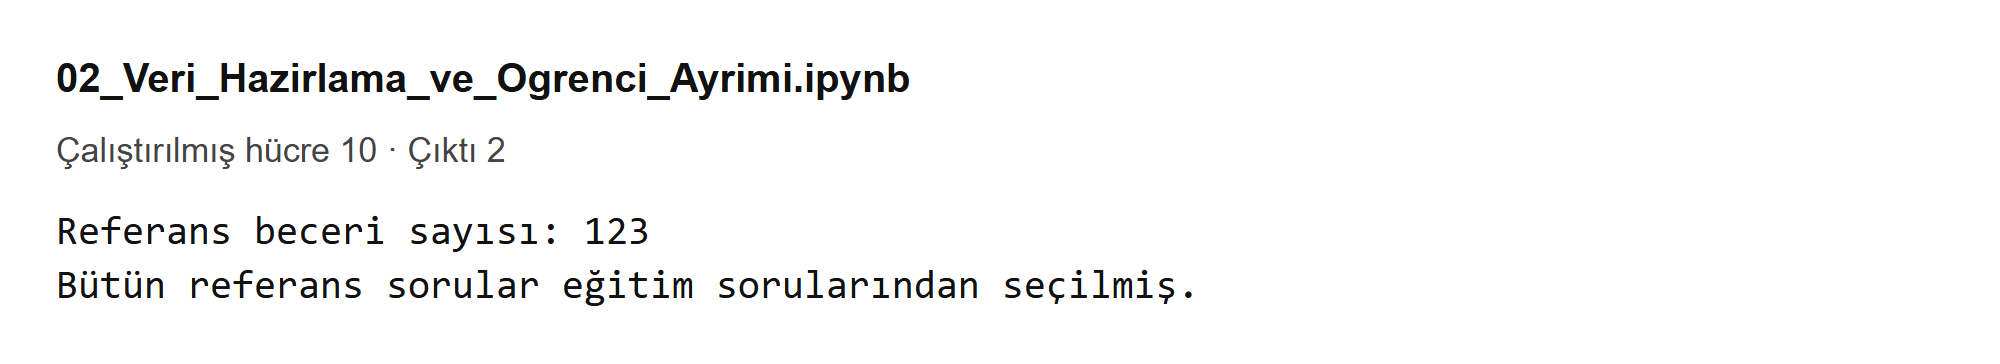 02_Veri_Hazirlama_ve_Ogrenci_Ayrimi.ipynb
Çalıştırılmış hücre 10 · Çıktı 2
Referans beceri sayısı: 123
Bütün referans sorular eğitim sorularından seçilmiş.